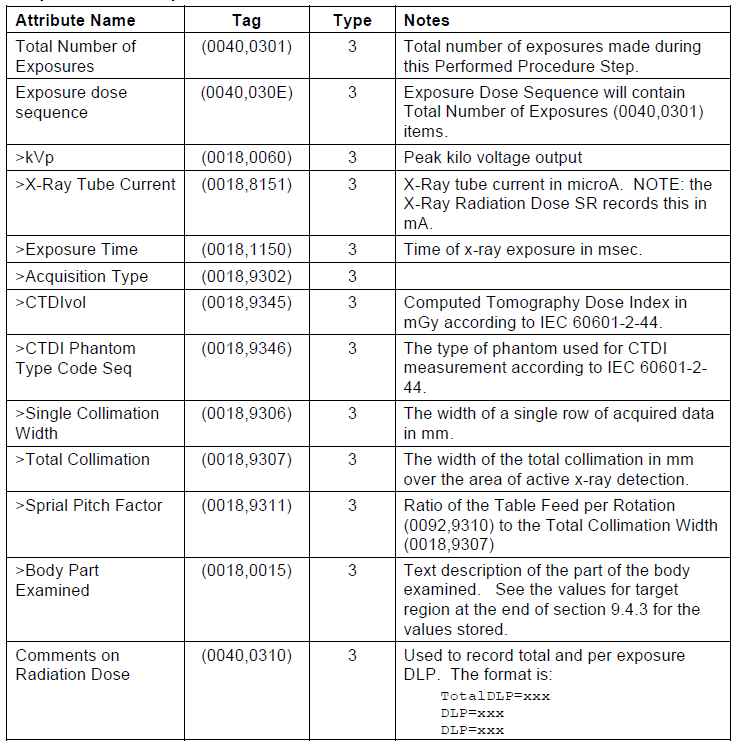 Attribute Name Tag Type Notes
Total Number of (0040,0301) 3 Total number of exposures made during
Exposures this Performed Procedure Step.
Exposure dose (0040,030E) 3 Exposure Dose Sequence will contain
sequence Total Number of Exposures (0040,0301)
items.
>kVp (0018,0060) 3 Peak kilo voltage output
>X-Ray Tube Current (0018,8151) 3 X-Ray tube current in microA. NOTE: the
X-Ray Radiation Dose SR records this in
mA.
>Exposure Time (0018,1150) 3 Time of x-ray exposure in msec.
>Acquisition Type (0018,9302) 3
>CTDIvol (0018,9345) 3 Computed Tomography Dose Index in
mGy according to IEC 60601-2-44.
>CTDI Phantom (0018,9346) 3 The type of phantom used for CTDI
Type Code Seq measurement according to IEC 60601-2-
44.
>Single Collimation (0018,9306) 3 The width of a single row of acquired data
Width in mm.
>Total Collimation (0018,9307) 3 The width of the total collimation in mm
over the area of active x-ray detection.
>Sprial Pitch Factor (0018,9311) 3 Ratio of the Table Feed per Rotation
(0092,9310) to the Total Collimation Width
(0018,9307)
>Body Part (0018,0015) 3 Text description of the part of the body
Examined examined. See the values for target
region at the end of section 9.4.3 for the
values stored.
Comments on (0040,0310) 3 Used to record total and per exposure
Radiation Dose DLP. The format is:
TotalDLP=xxx
DLP=xxx
DLP=xxx